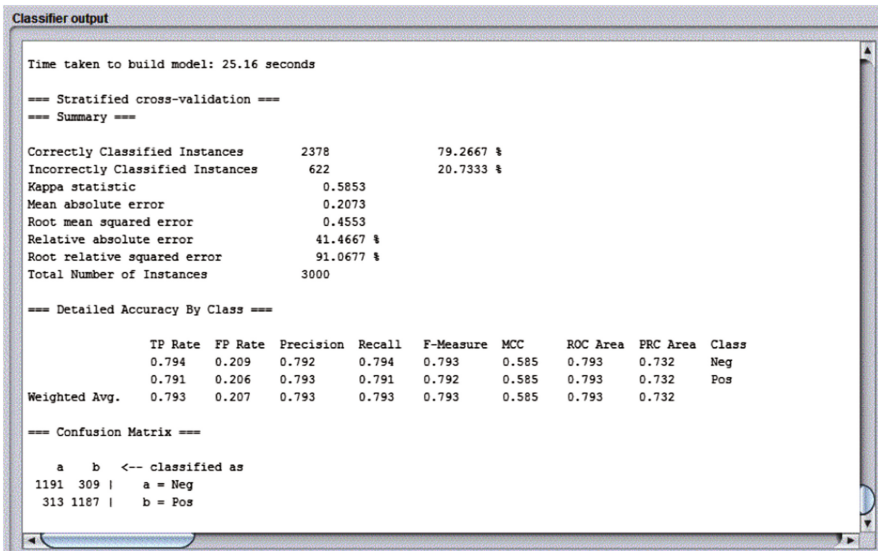 Classifier output
Time taken to build model: 25.16 seconds
=== Stratified cross-validation ===
=== Summary ===
Correctly Classified Instances 2378 79.2667 %
Incorrectly Classified Instances 622 20.7333 %
Kappa statistic 0.5853
Mean absolute error 0.2073
Root mean squared error 0.4553
Relative absolute error 41.4667 %
Root relative squared error 91.0677 %
Total Number of Instances 3000
=== Detailed Accuracy By Class ===
TP Rate FP Rate Precision Recall F-Measure MCC ROC Area PRC Area Class
0.794 0.209 0.792 0.794 0.793 0.585 0.793 0.732 Neg
0.791 0.206 0.793 0.791 0.792 0.585 0.793 0.732 Pos
Weighted Avg. 0.793 0.207 0.793 0.793 0.793 0.585 0.793 0.732
=== Confusion Matrix ===
a b <-- classified as
1191 309 | a = Neg
313 1187 | b = Pos